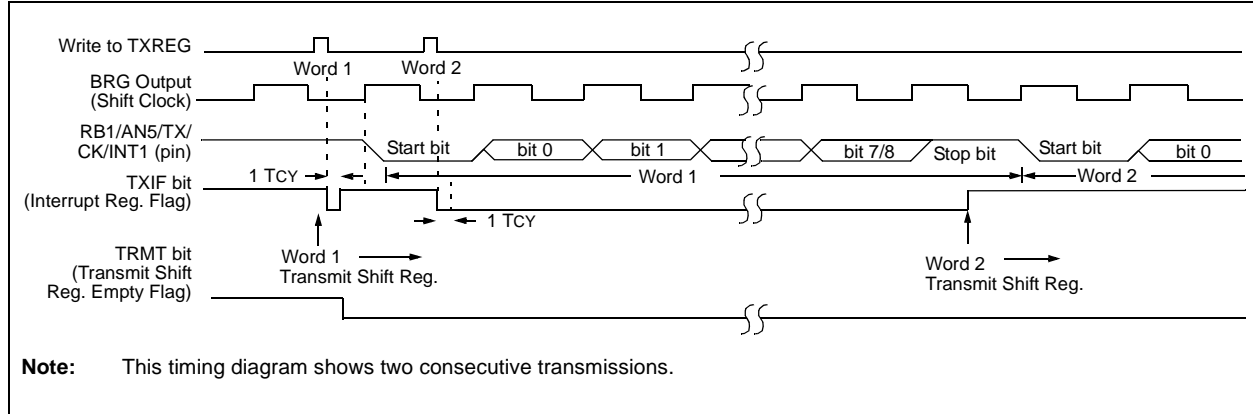 Write to TXREG
Word 1 Word 2
BRG Output
(Shift Clock)
RB1/AN5/TX/
CK/INT1 (pin)
Start bit bit 0 bit 1 bit 7/8 Stop bit Start bit bit 0
1 TCY Word 1 Word 2
TXIF bit
(Interrupt Reg. Flag)
1 TCY
TRMT bit
(Transmit Shift
Reg. Empty Flag)
Word 1
Transmit Shift Reg.
Word 2
Transmit Shift Reg.
Note: This timing diagram shows two consecutive transmissions.